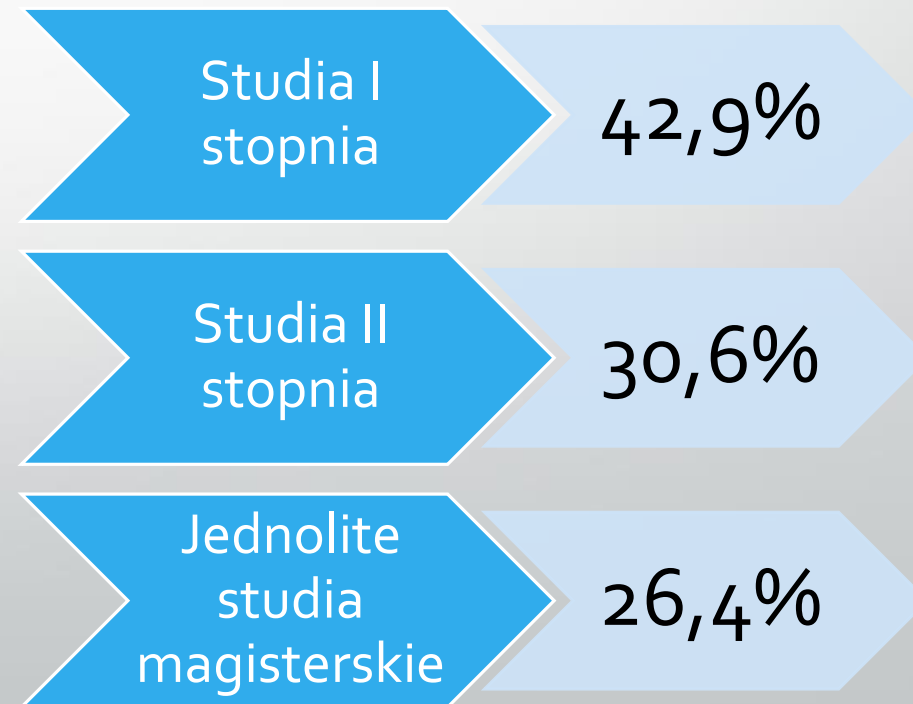 Studia I
stopnia
42,9%
Studia II
stopnia
30,6%
Jednolite
studia
magisterskie
26,4%